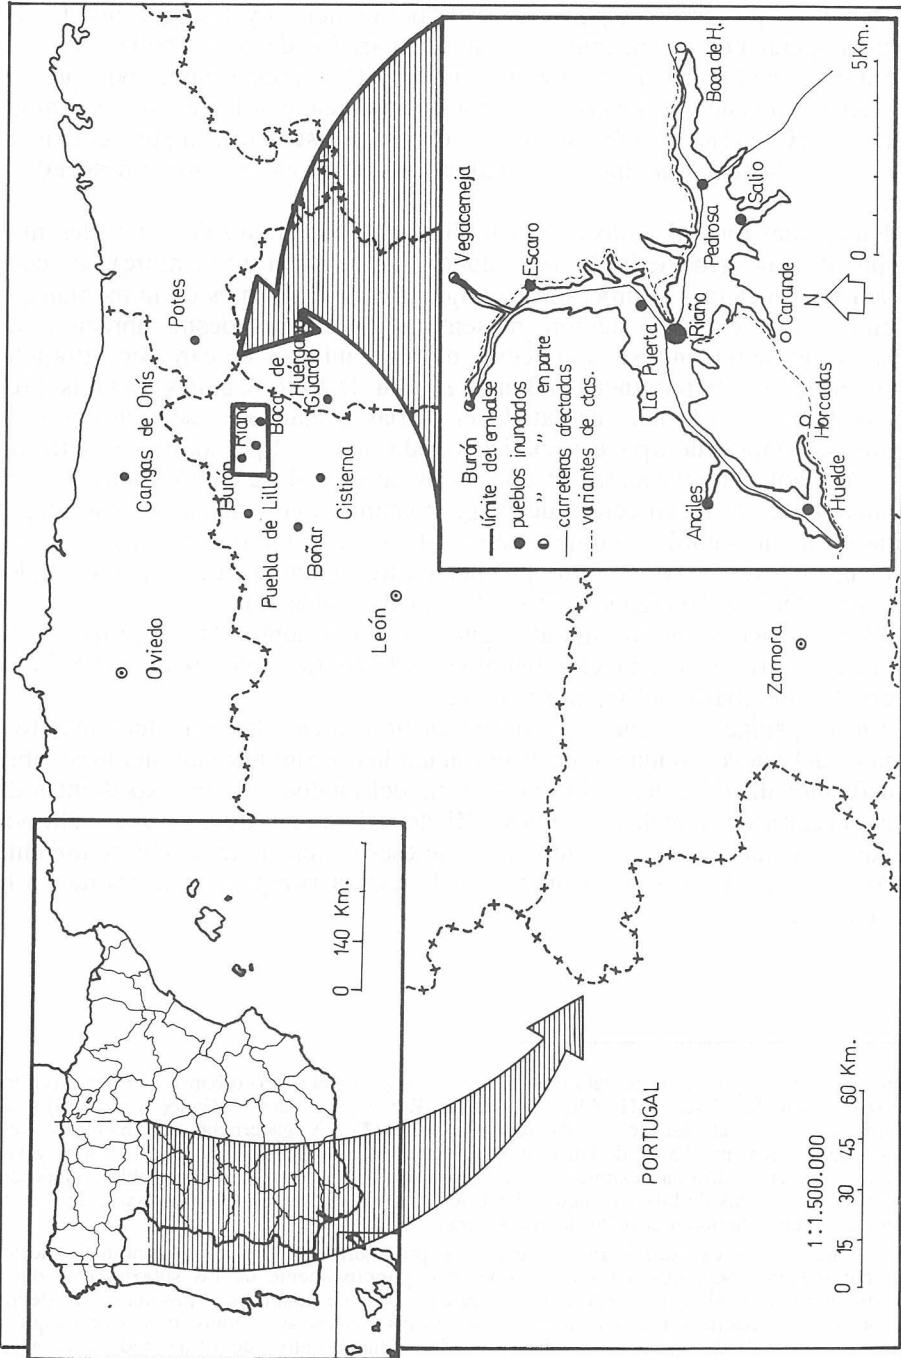 Oviedo
Cangas de Onís
Potes
Burón
Riaño
Puebla de Lillo
Boca de
Huergano
Guardo
Boñar
Cistierna
León
Zamora
PORTUGAL
1:1.500.000
0 15 30 45 60 Km.
0 140 Km.
Burón
Vegacerneja
Escaro
La Puerta
Riaño
Pedrosa
Boca de H.
Salio
Carande
Horcadas
Huelde
Anciles
límite del embalse
pueblos inundados
,, ,, en parte
carreteras afectadas
variantes de ctas.
N
0 5 Km.